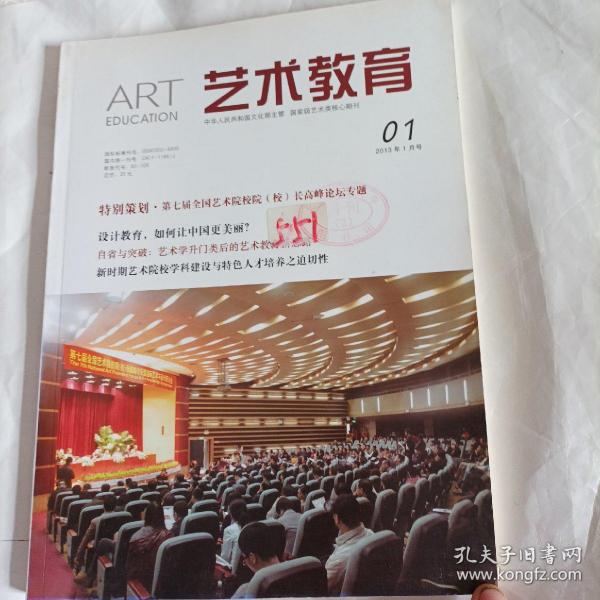 ART
EDUCATION
艺术教育
中华人民共和国文化部主管 国家级艺术类核心期刊
01
2013年1月号
定价：20元
特别策划·第七届全国艺术院校院（校）长高峰论坛专题
设计教育，如何让中国更美丽？
551
自省与突破：艺术学升门类后的艺术教育
新时期艺术院校学科建设与特色人才培养之迫切性
孔夫子旧书网
www.kongfz.com